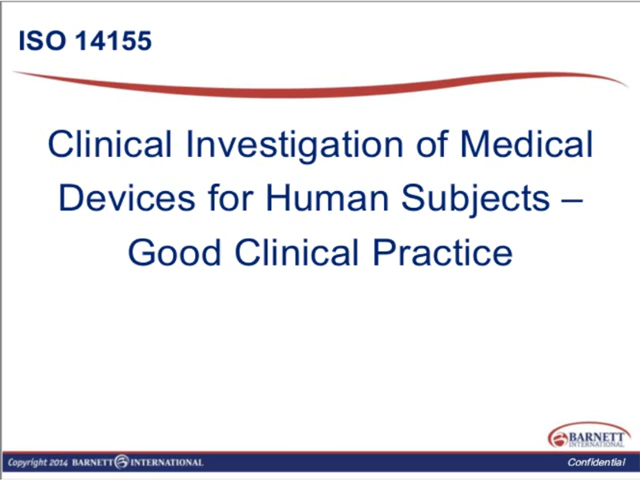 ISO 14155
Clinical Investigation of Medical
Devices for Human Subjects –
Good Clinical Practice
BARNETT
INTERNATIONAL
Copyright 2014 BARNETT INTERNATIONAL
Confidential